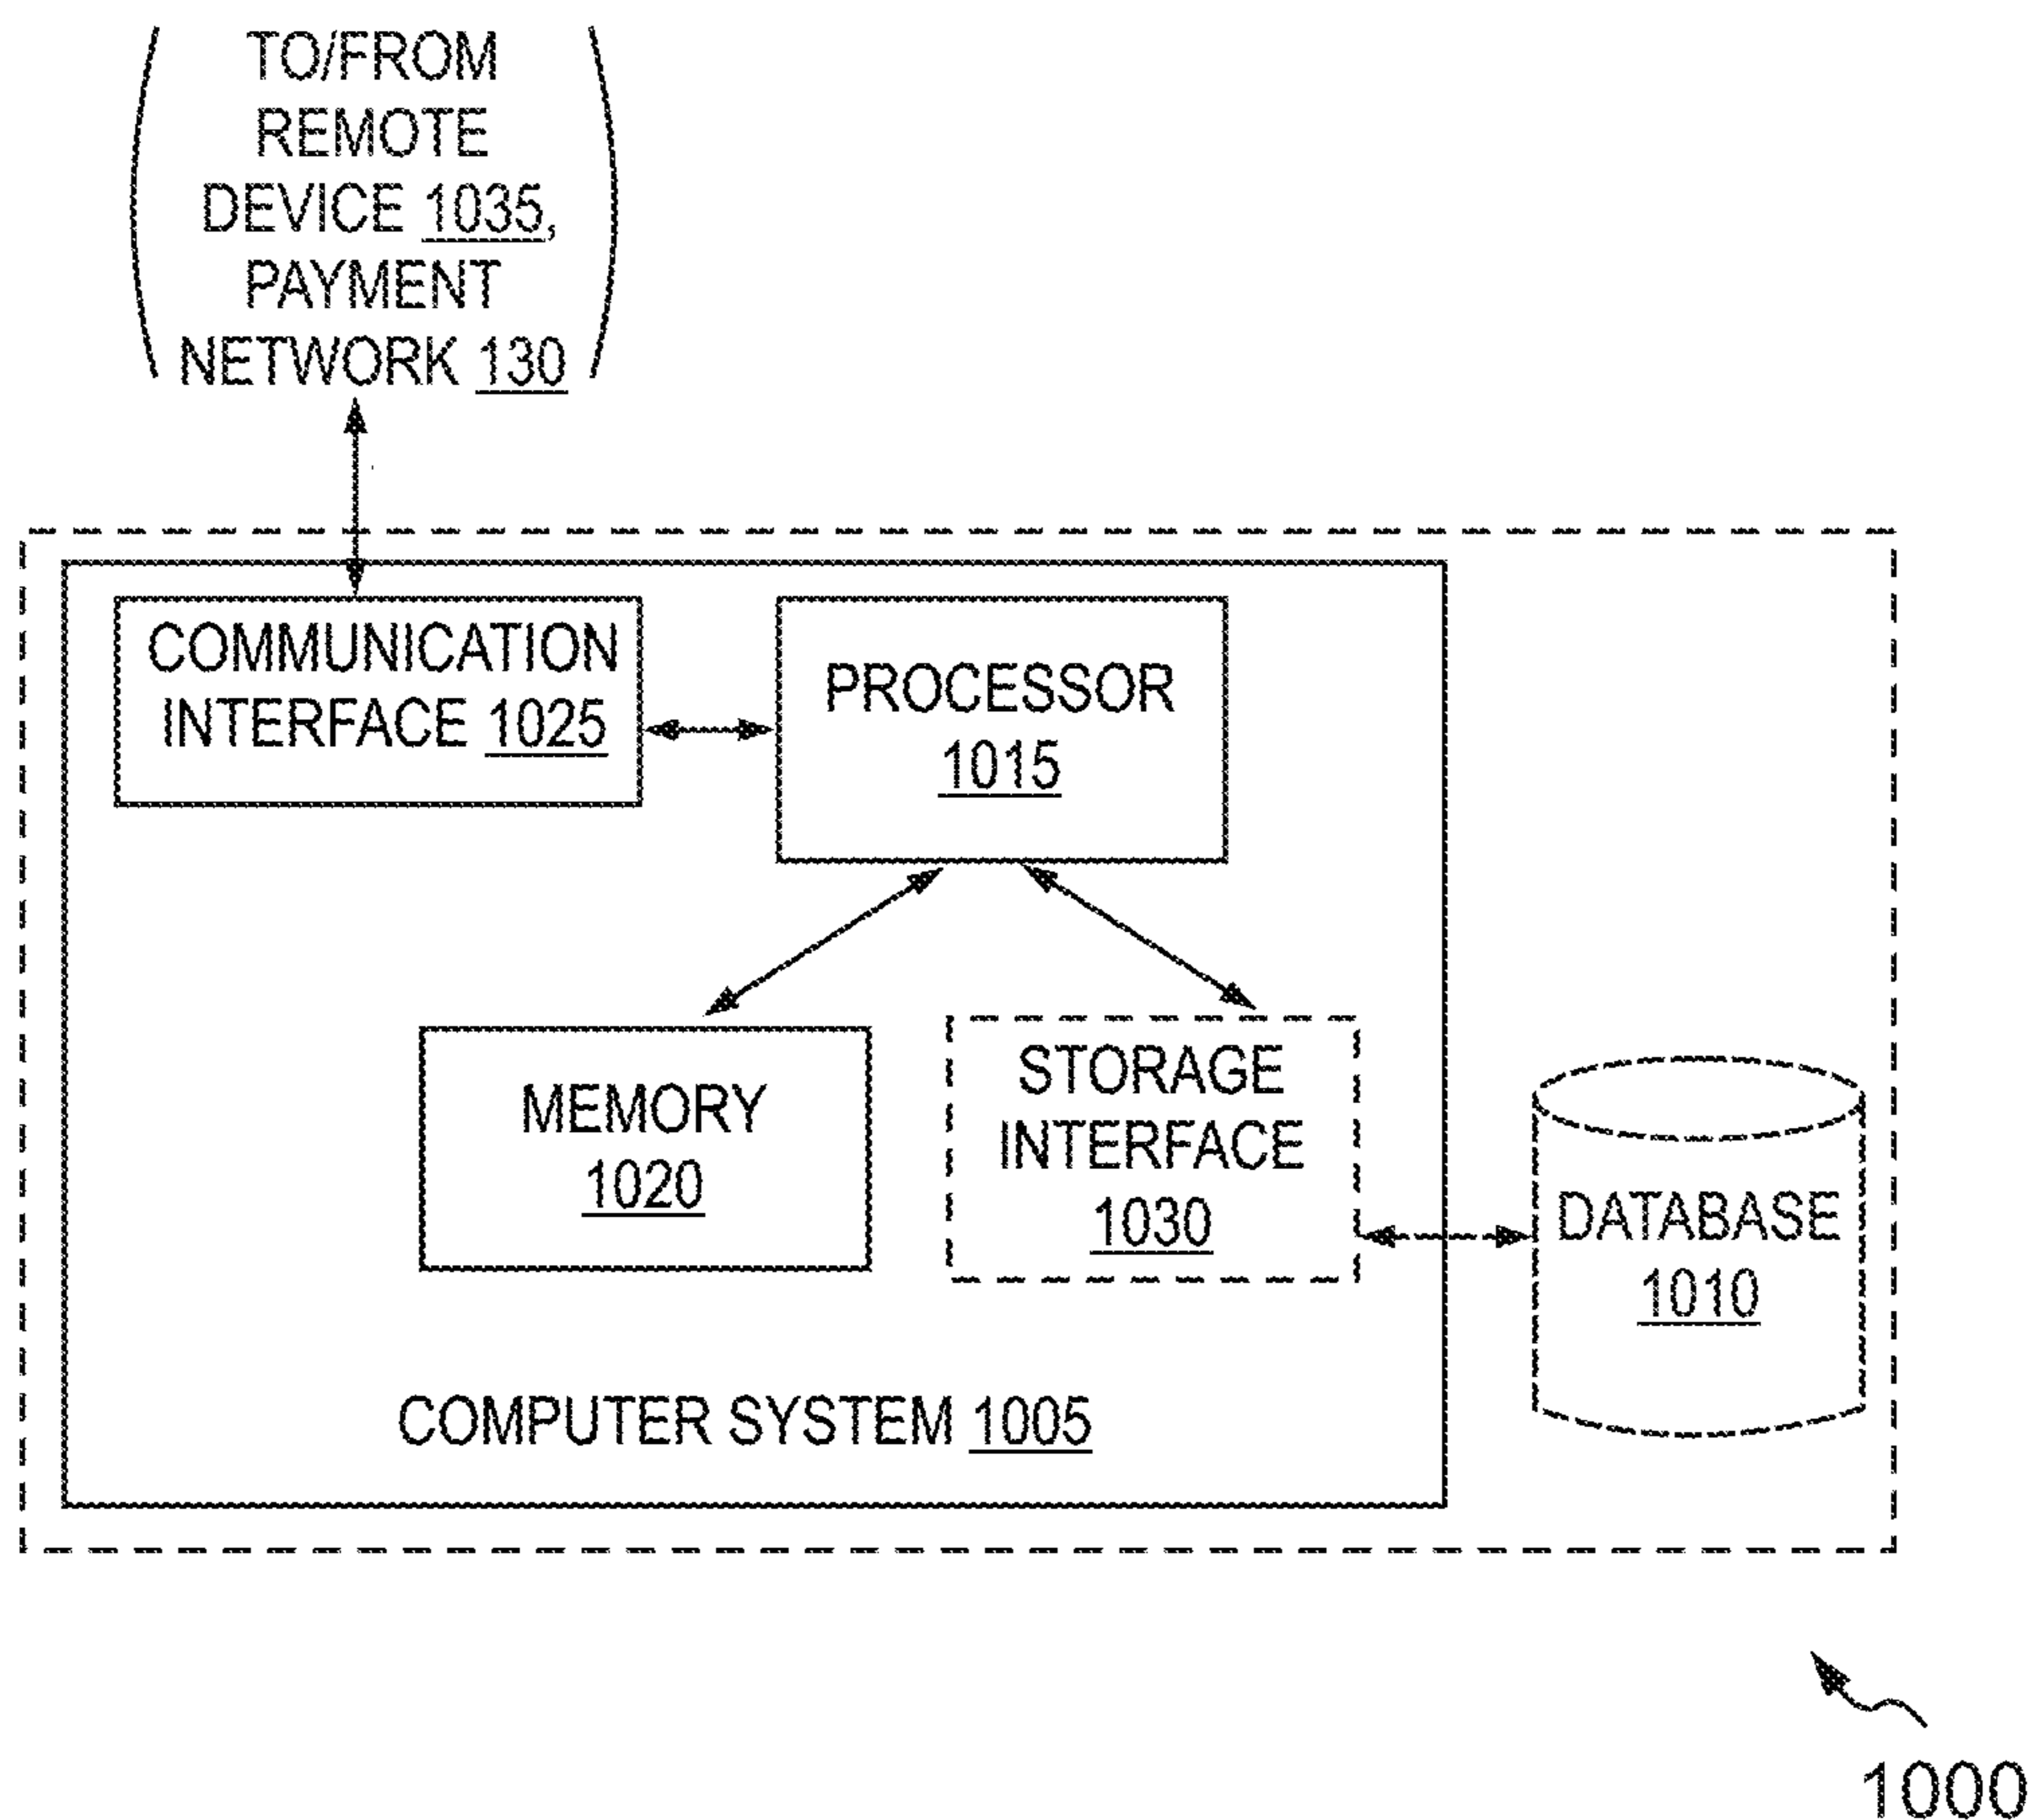 TO/FROM
REMOTE
DEVICE 1035,
PAYMENT
NETWORK 130
COMMUNICATION
INTERFACE 1025
PROCESSOR
1015
MEMORY
1020
STORAGE
INTERFACE
1030
DATABASE
1010
COMPUTER SYSTEM 1005
1000